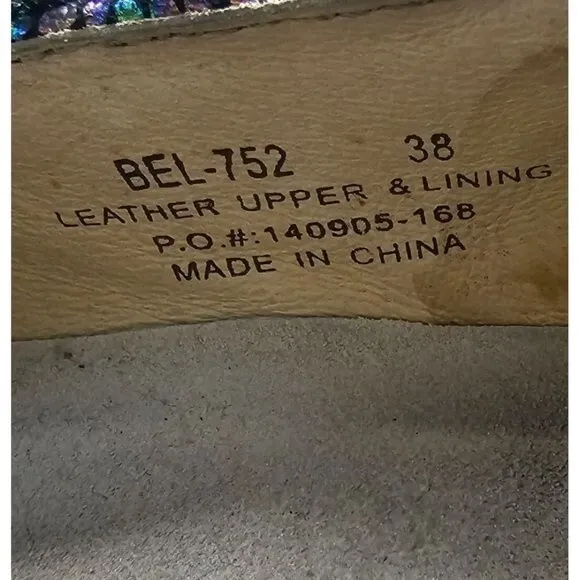 BEL-752 38
LEATHER UPPER & LINING
P.O.#:140905-168
MADE IN CHINA